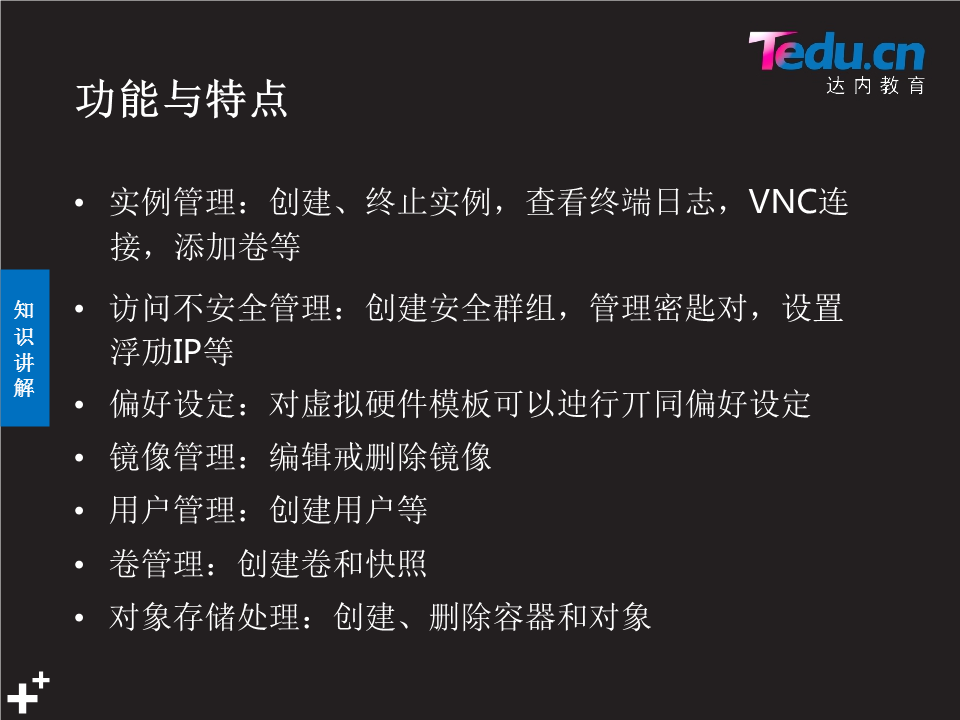 Tedu.cn
达内教育
功能与特点
• 实例管理：创建、终止实例，查看终端日志，VNC连
接，添加卷等
• 访问不安全管理：创建安全群组，管理密匙对，设置
浮劢IP等
• 偏好设定：对虚拟硬件模板可以迚行丌同偏好设定
• 镜像管理：编辑戒删除镜像
• 用户管理：创建用户等
• 卷管理：创建卷和快照
• 对象存储处理：创建、删除容器和对象
知
识
讲
解